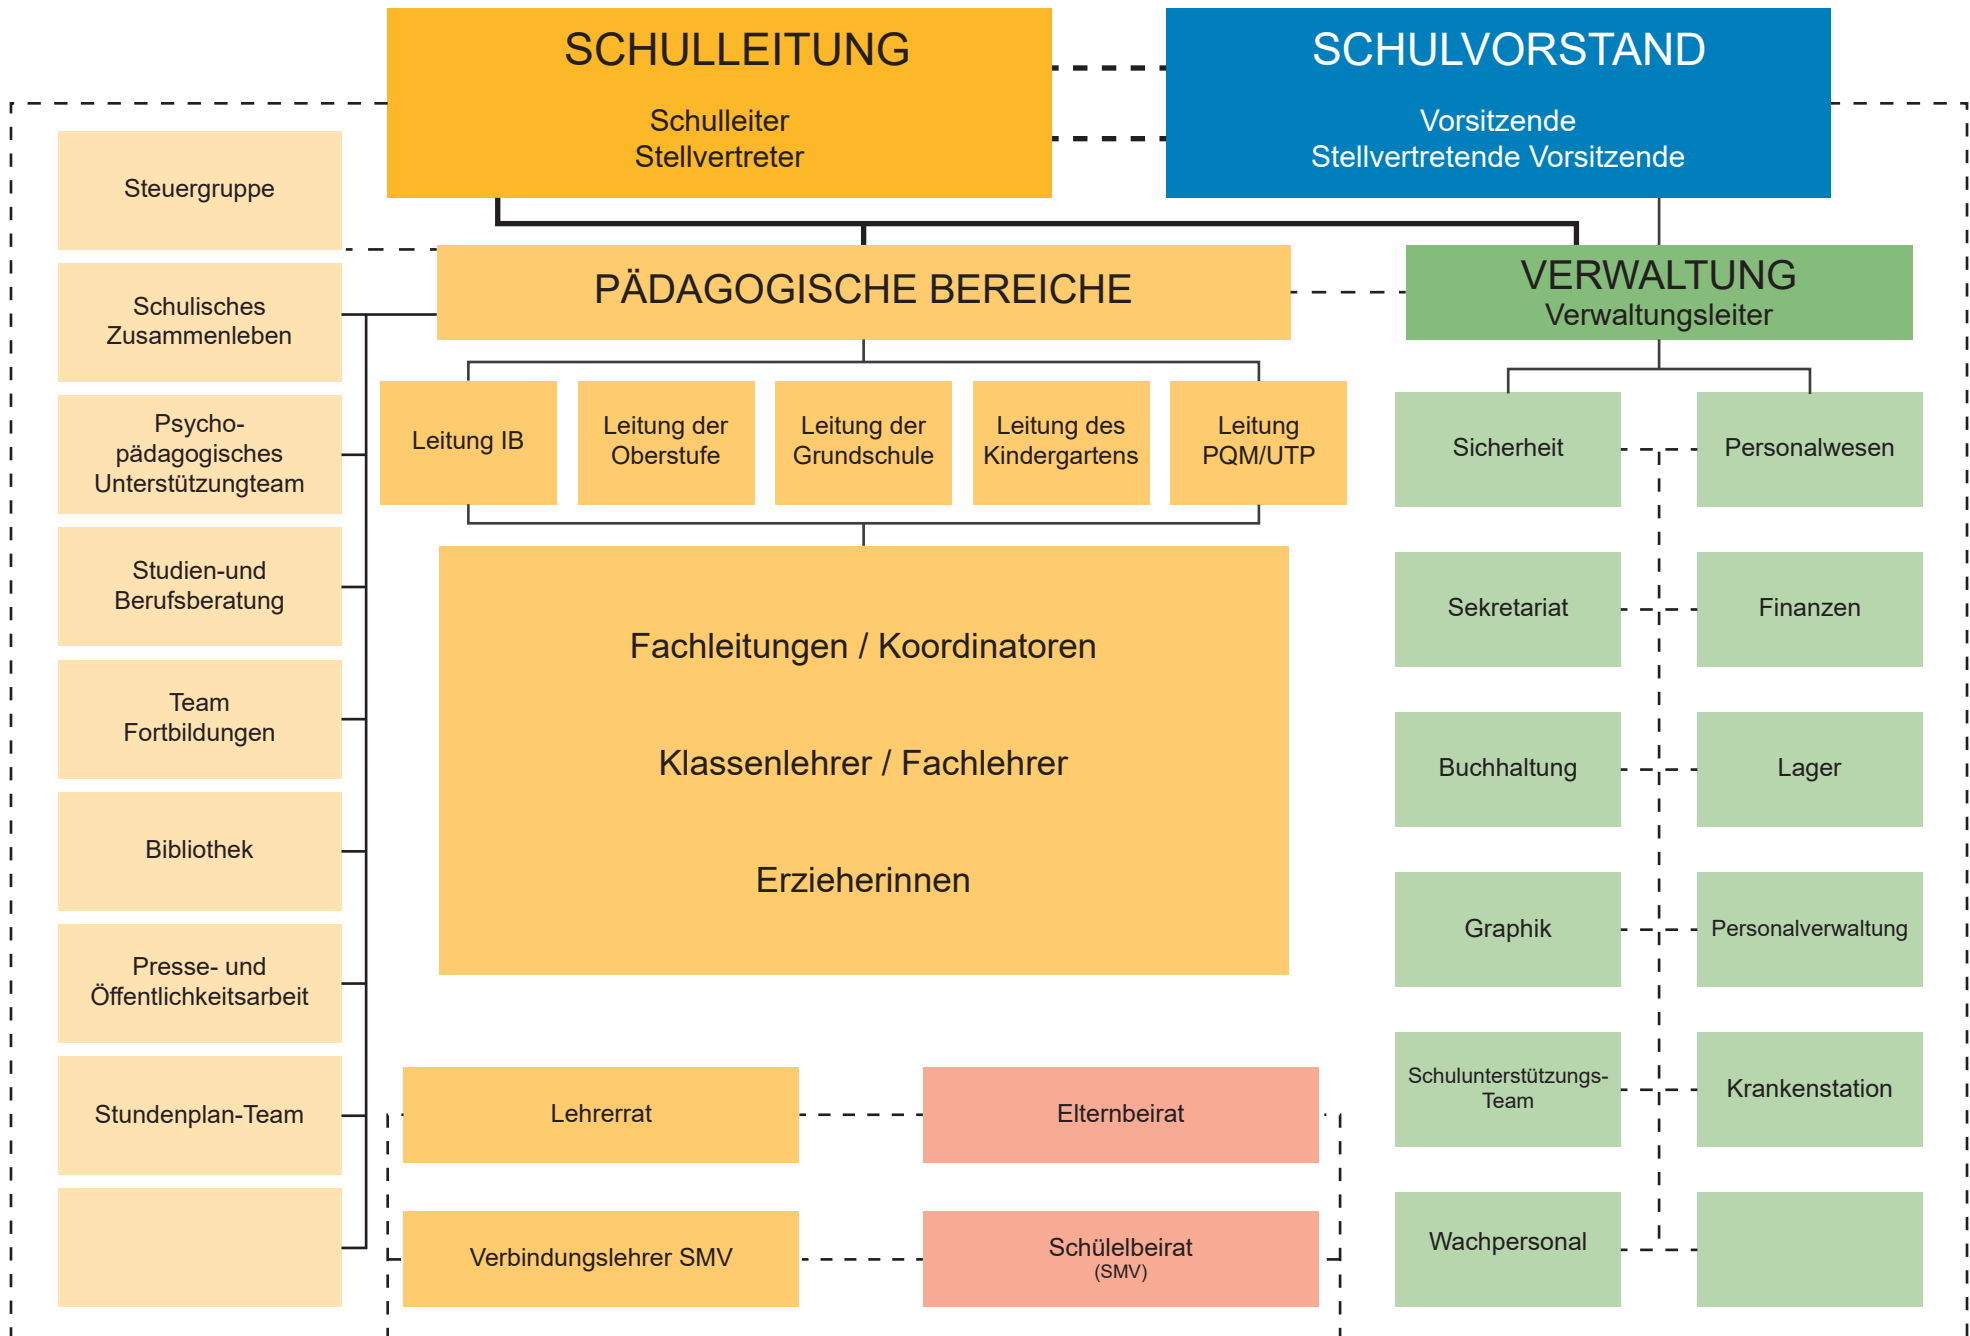 SCHULLEITUNG
Schulleiter
Stellvertreter
SCHULVORSTAND
Vorsitzende
Stellvertretende Vorsitzende
Steuergruppe
Schulisches
Zusammenleben
Psycho-
pädagogisches
Unterstützungteam
Studien-und
Berufsberatung
Team
Fortbildungen
Bibliothek
Presse- und
Öffentlichkeitsarbeit
Stundenplan-Team
PÄDAGOGISCHE BEREICHE
Leitung IB
Leitung der
Oberstufe
Leitung der
Grundschule
Leitung des
Kindergartens
Leitung
PQM/UTP
Fachleitungen / Koordinatoren
Klassenlehrer / Fachlehrer
Erzieherinnen
Lehrerrat
Elternbeirat
Verbindungslehrer SMV
Schülelbeirat
(SMV)
VERWALTUNG
Verwaltungsleiter
Sicherheit
Personalwesen
Sekretariat
Finanzen
Buchhaltung
Lager
Graphik
Personalverwaltung
Schulunterstützungs-
Team
Krankenstation
Wachpersonal